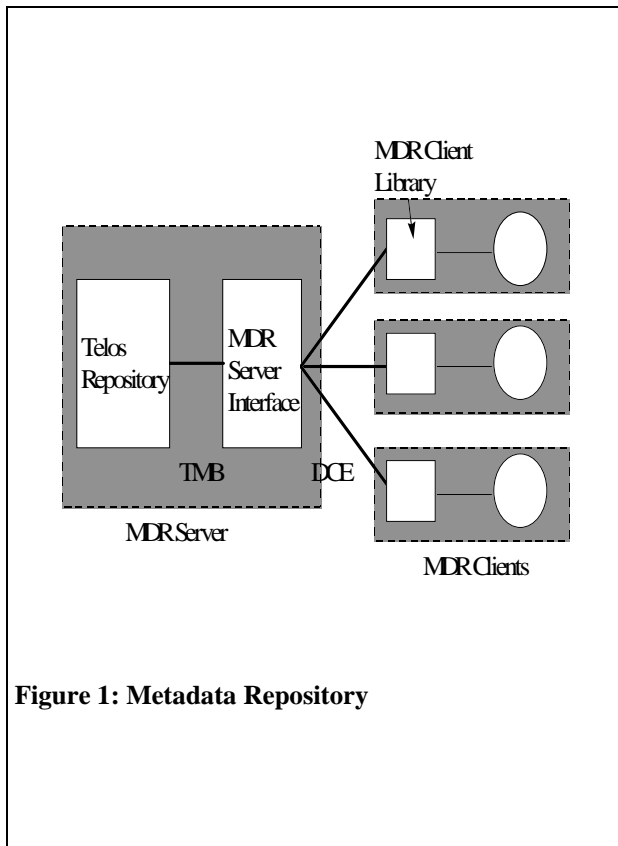 MDR Client
Library
Telos
Repository
MDR
Server
Interface
TMB
DCE
MDR Server
MDR Clients
Figure 1: Metadata Repository